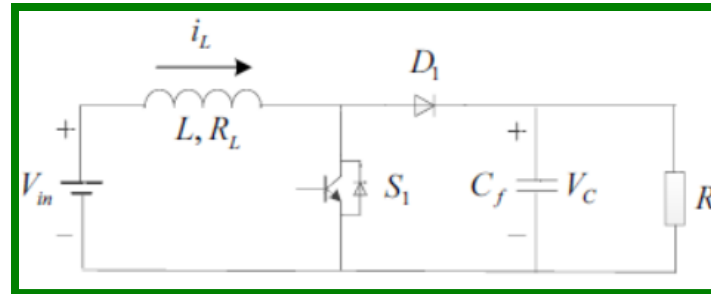 i_L
D_1
+ L, R_L +
V_in S_1 C_f V_C R
− −